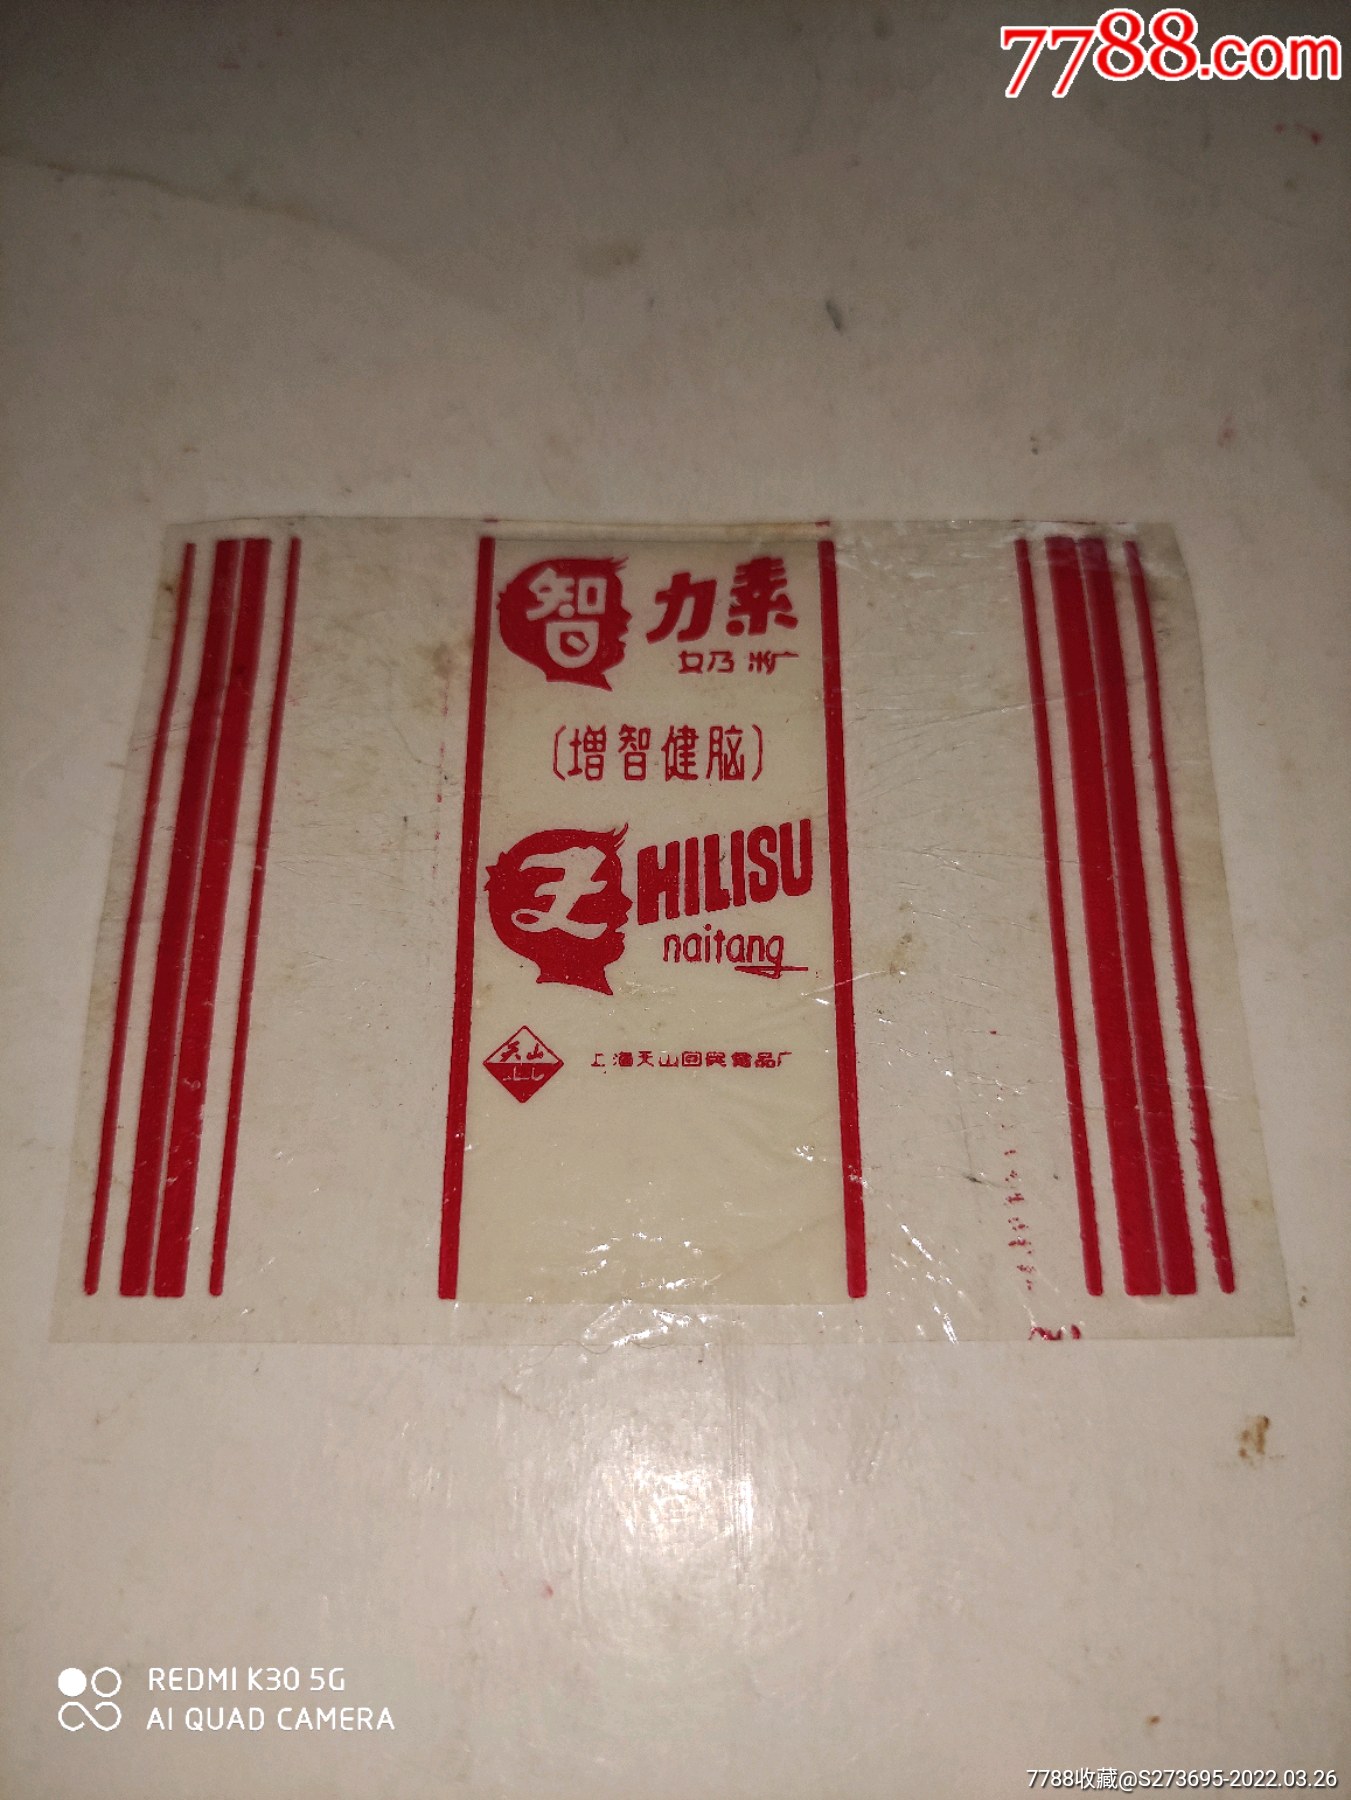 7788.com
智力素
奶糖
(增智健脑)
ZHILISU
naitang
天山
上海天山回民食品厂
REDMI K30 5G
AI QUAD CAMERA
7788收藏@S273695-2022.03.26